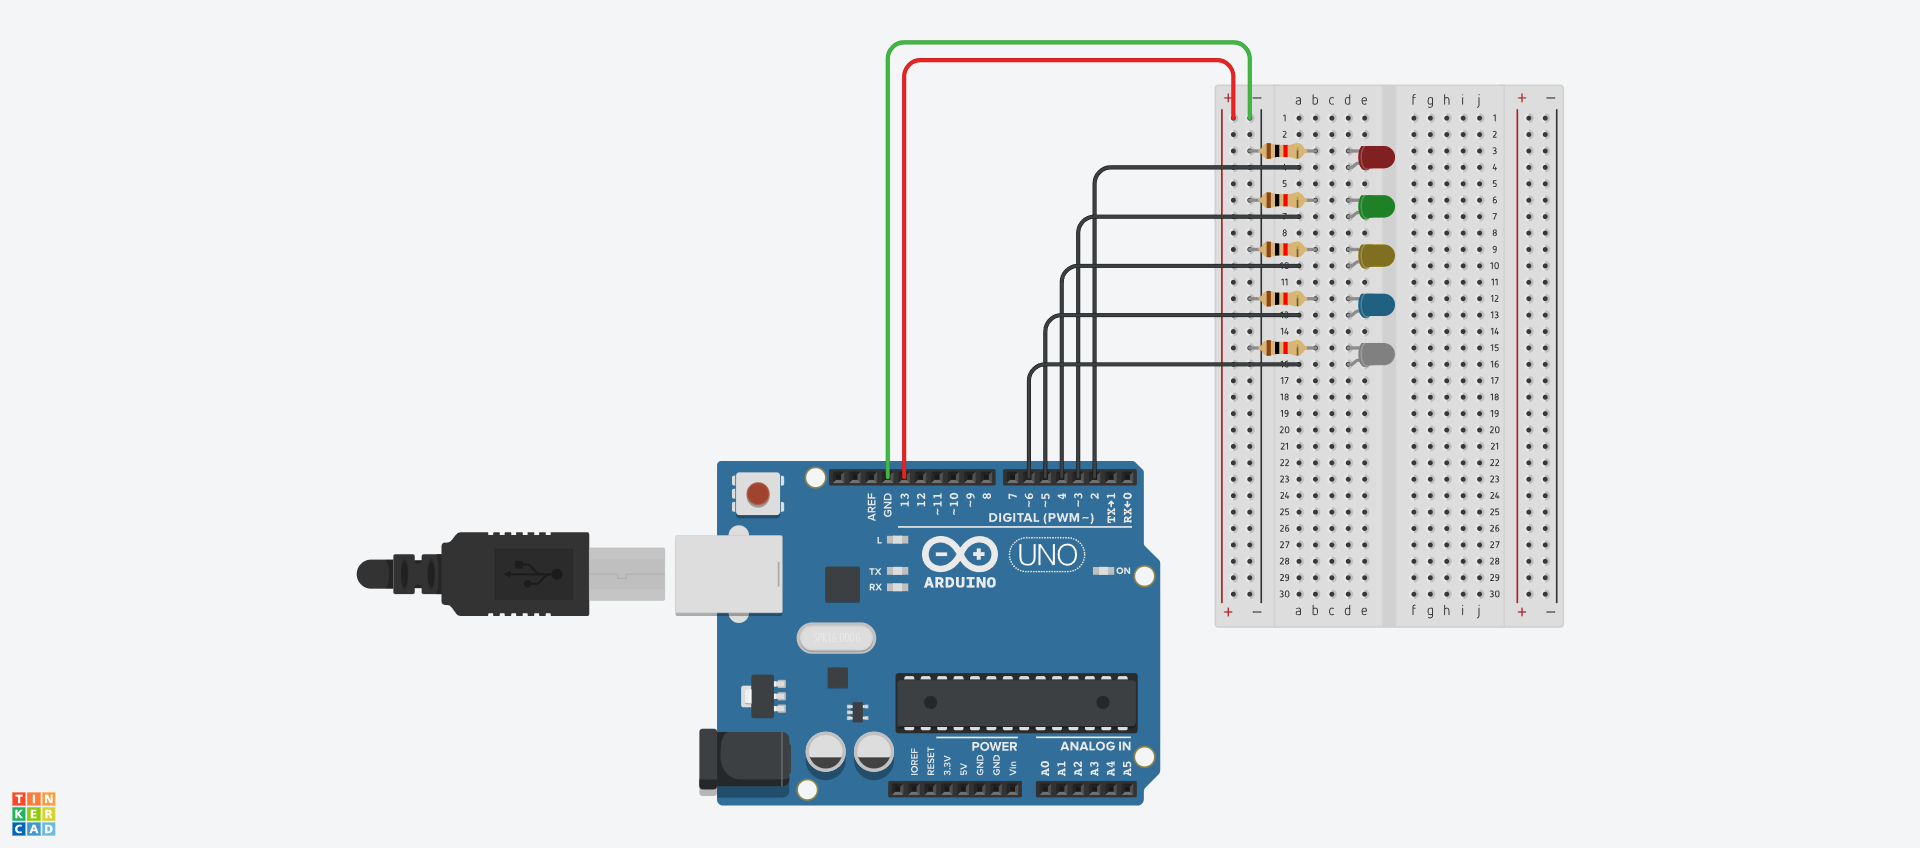 + − a b c d e f g h i j + −
1 1
2 2
3 3
4 4
5 5
6 6
7 7
8 8
9 9
10 10
11 11
12 12
13 13
14 14
15 15
16 16
17 17
18 18
19 19
20 20
21 21
22 22
23 23
24 24
25 25
26 26
27 27
28 28
29 29
30 30
+ − a b c d e f g h i j + −
AREF GND 13 12 ~11 ~10 ~9 8 7 ~6 ~5 4 ~3 2 TX→1 RX←0
DIGITAL (PWM~)
L
TX
RX
ARDUINO
UNO
ON
POWER ANALOG IN
IOREF RESET 3.3V 5V GND GND Vin A0 A1 A2 A3 A4 A5
TIN
KER
CAD